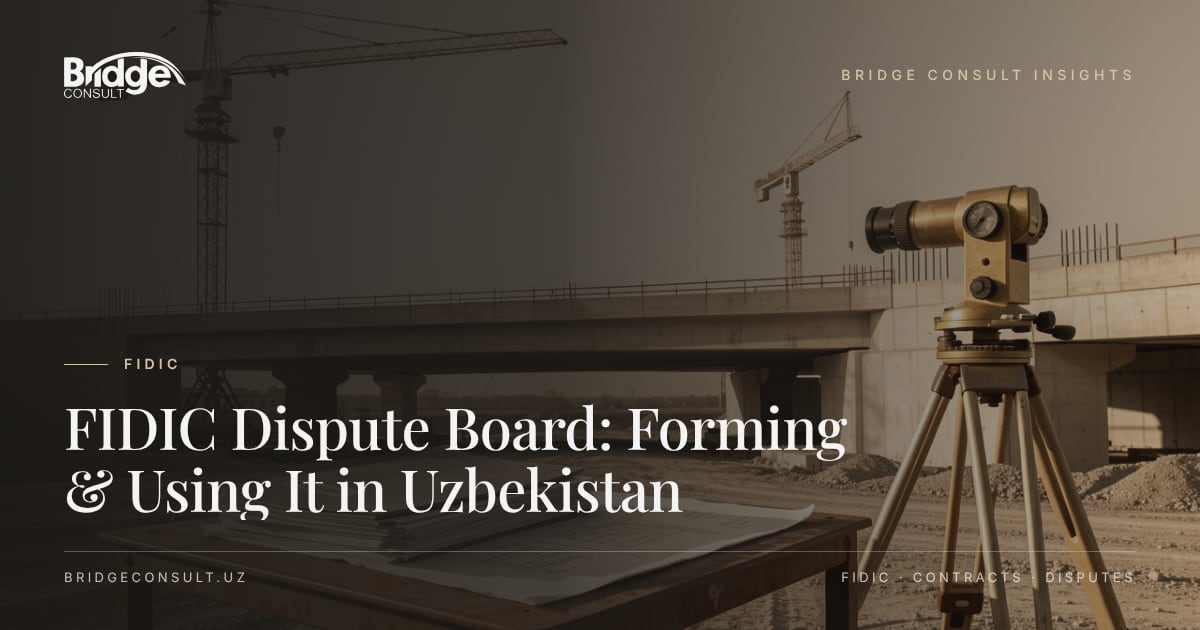 Bridge
CONSULT
BRIDGE CONSULT INSIGHTS
FIDIC
FIDIC Dispute Board: Forming
& Using It in Uzbekistan
BRIDGECONSULT.UZ
FIDIC · CONTRACTS · DISPUTES